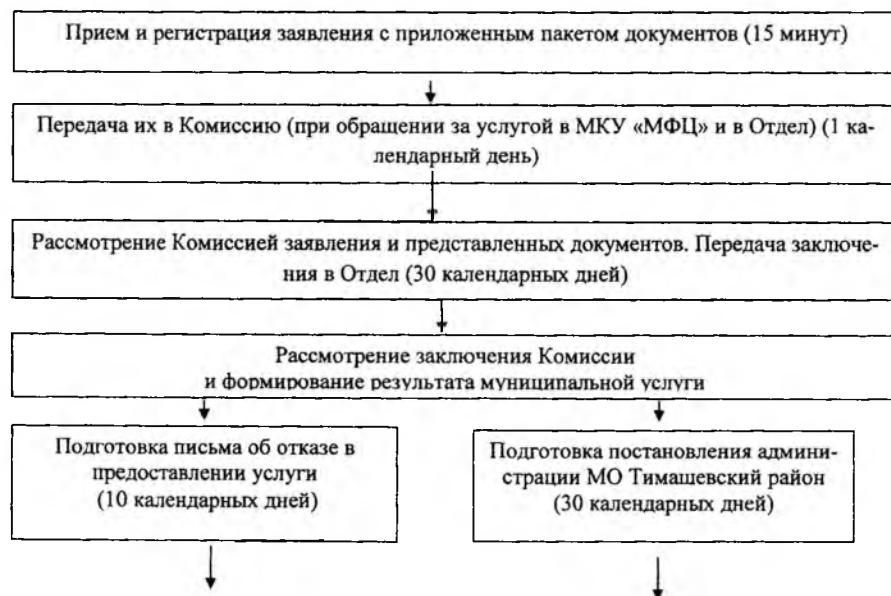 Прием и регистрация заявления с приложенным пакетом документов (15 минут)
Передача их в Комиссию (при обращении за услугой в МКУ «МФЦ» и в Отдел) (1 ка-
лендарный день)
Рассмотрение Комиссией заявления и представленных документов. Передача заключе-
ния в Отдел (30 календарных дней)
Рассмотрение заключения Комиссии
и формирование результата муниципальной услуги
Подготовка письма об отказе в
предоставлении услуги
(10 календарных дней)
Подготовка постановления админи-
страции МО Тимашевский район
(30 календарных дней)